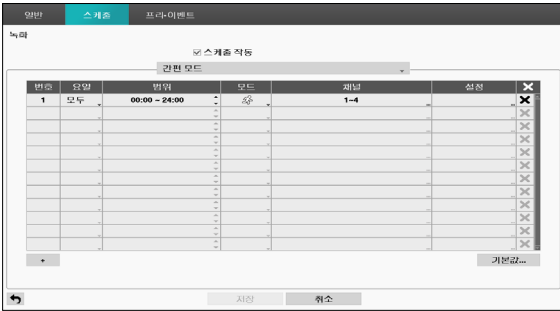 일반 스케줄 프리·이벤트
녹화
스케줄 작동
간편 모드
번호 요일 범위 모드 채널 설정
1 모두 00:00 - 24:00 1-4
+ 기본값...
저장 취소